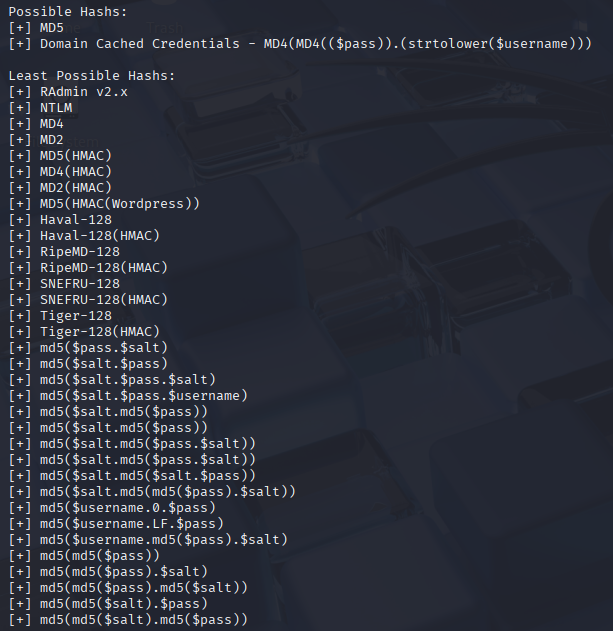 Possible Hashs:
[+] MD5
[+] Domain Cached Credentials - MD4(MD4(($pass)).(strtolower($username)))
Least Possible Hashs:
[+] RAdmin v2.x
[+] NTLM
[+] MD4
[+] MD2
[+] MD5(HMAC)
[+] MD4(HMAC)
[+] MD2(HMAC)
[+] MD5(HMAC(Wordpress))
[+] Haval-128
[+] Haval-128(HMAC)
[+] RipeMD-128
[+] RipeMD-128(HMAC)
[+] SNEFRU-128
[+] SNEFRU-128(HMAC)
[+] Tiger-128
[+] Tiger-128(HMAC)
[+] md5($pass.$salt)
[+] md5($salt.$pass)
[+] md5($salt.$pass.$salt)
[+] md5($salt.$pass.$username)
[+] md5($salt.md5($pass))
[+] md5($salt.md5($pass))
[+] md5($salt.md5($pass.$salt))
[+] md5($salt.md5($pass.$salt))
[+] md5($salt.md5($salt.$pass))
[+] md5($salt.md5(md5($pass).$salt))
[+] md5($username.0.$pass)
[+] md5($username.LF.$pass)
[+] md5($username.md5($pass).$salt)
[+] md5(md5($pass))
[+] md5(md5($pass).$salt)
[+] md5(md5($pass).md5($salt))
[+] md5(md5($salt).$pass)
[+] md5(md5($salt).md5($pass))